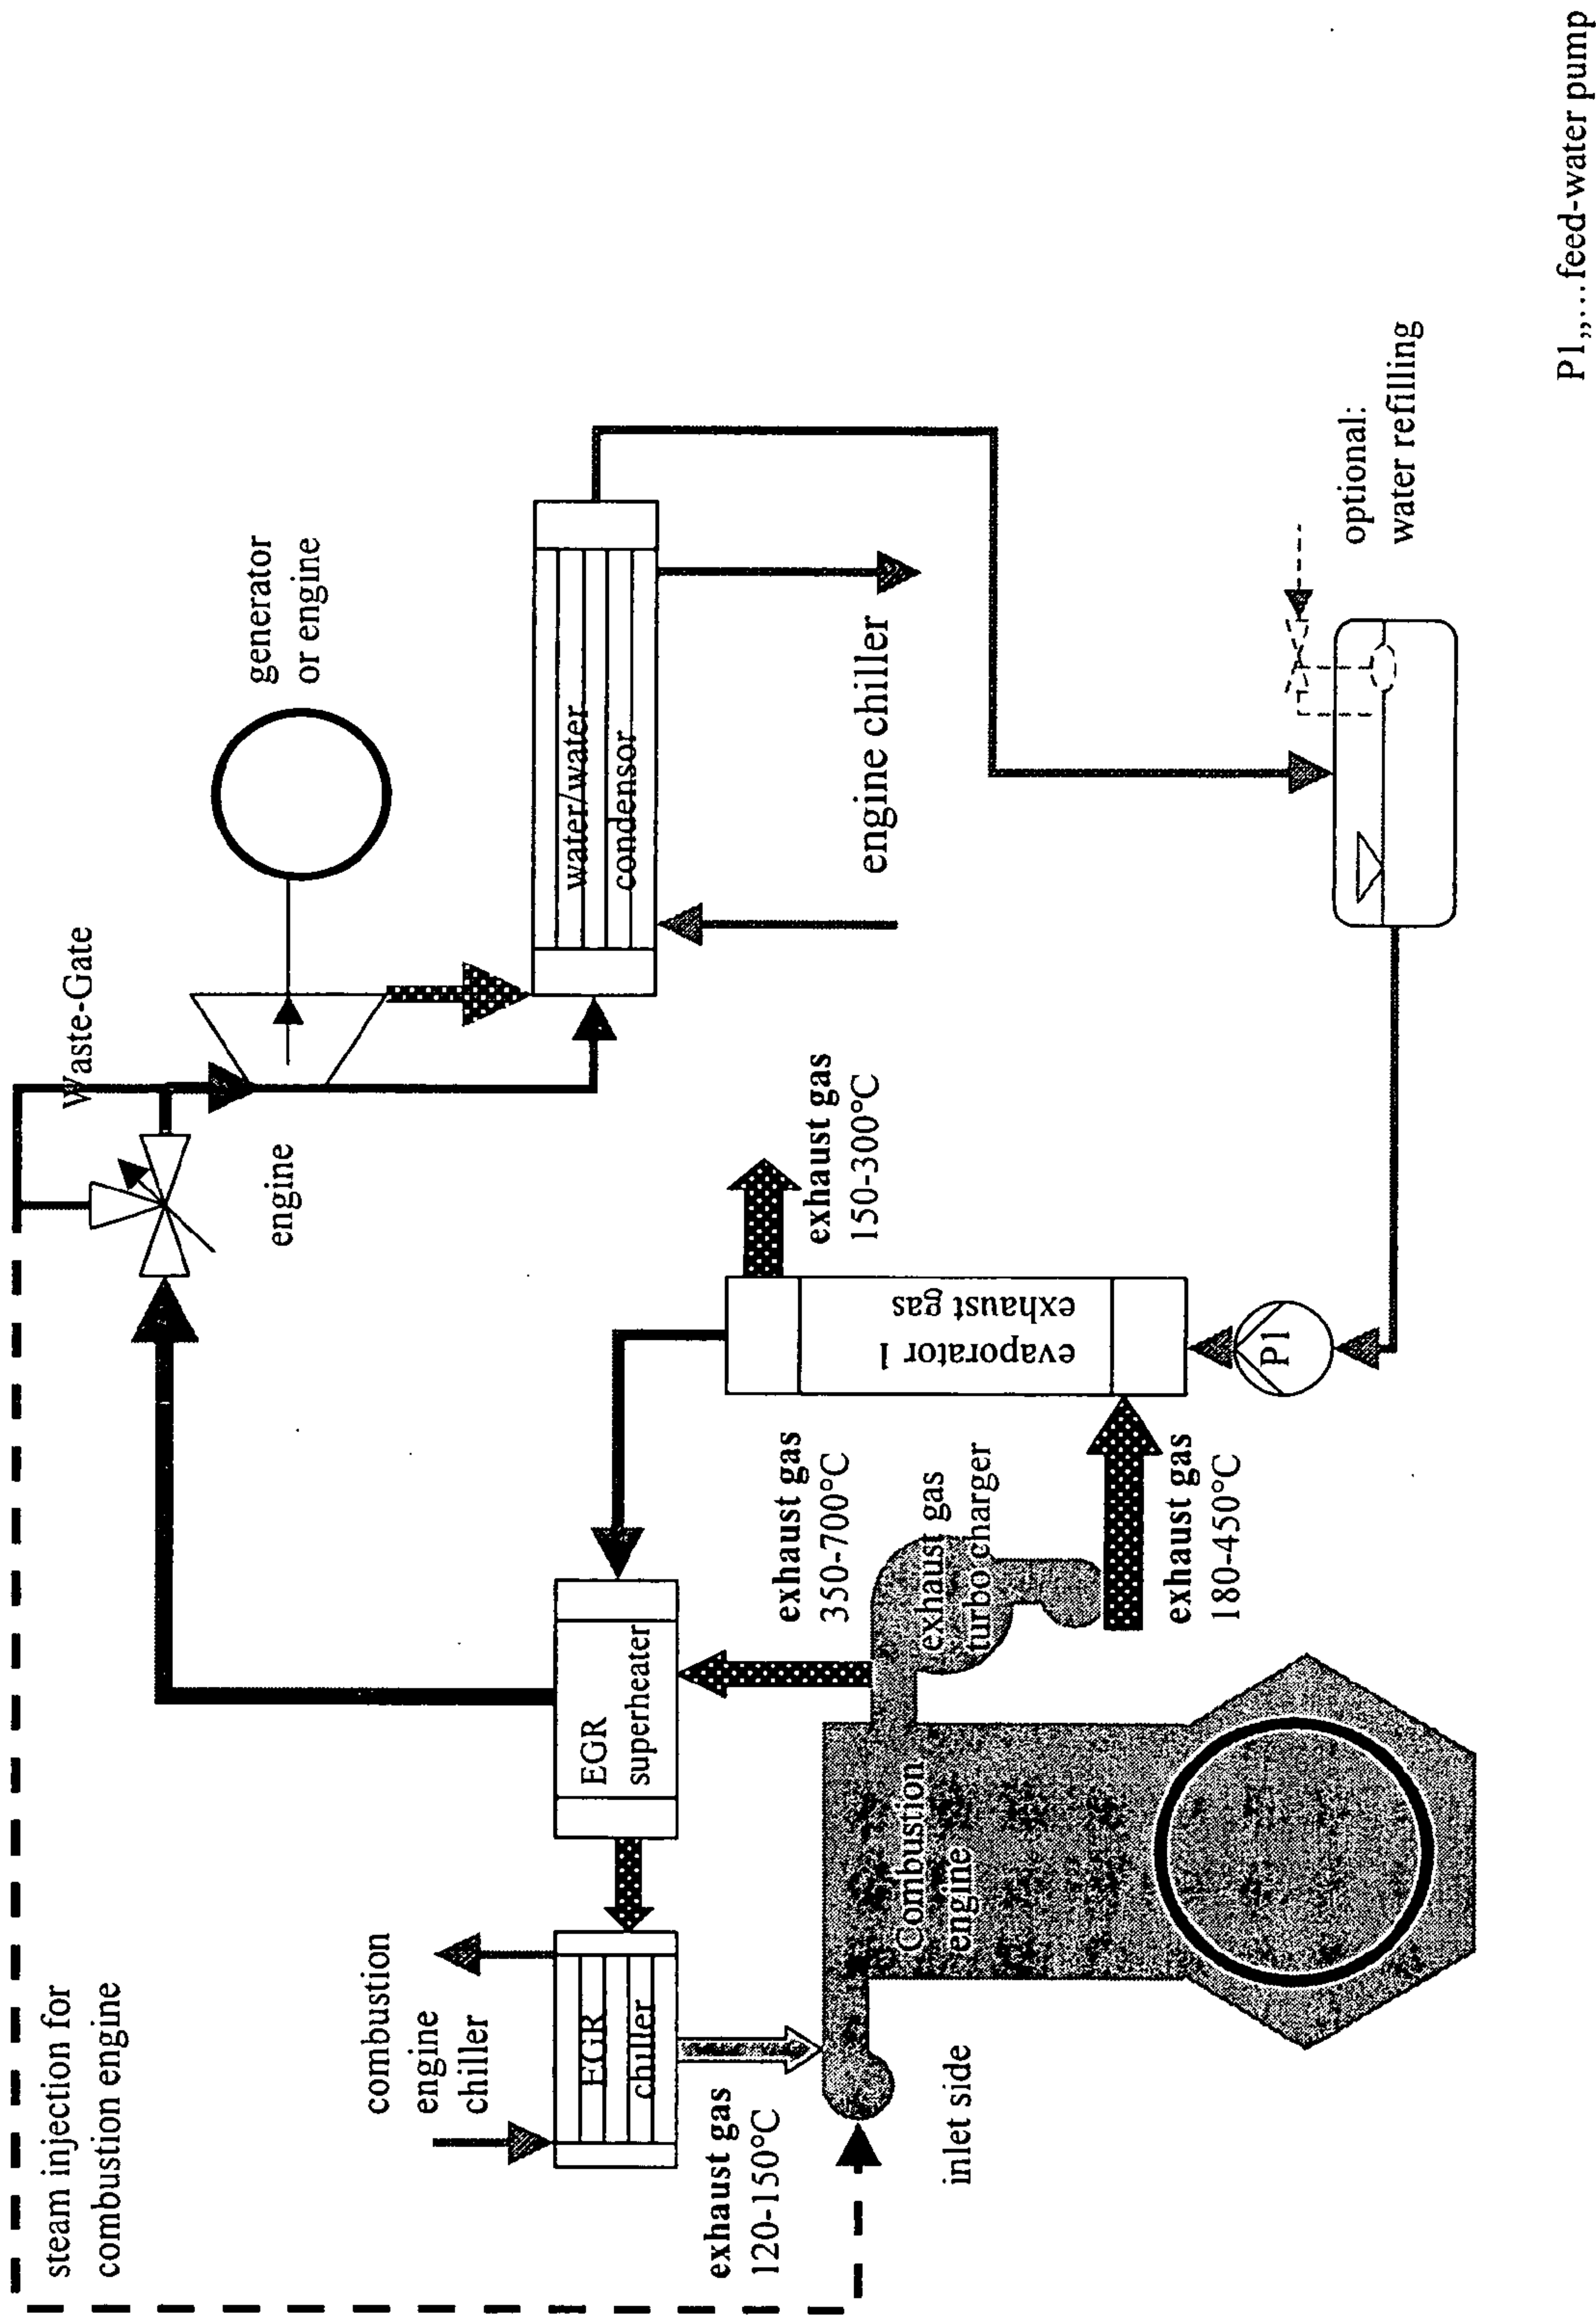 steam injection for
combustion engine
Waste-Gate
generator
or engine
engine
combustion
engine
chiller
EGR
chiller
EGR
superheater
water/water
condensor
exhaust gas
120-150°C
exhaust gas
350-700°C
exhaust gas
150-300°C
engine chiller
evaporator 1
exhaust gas
Combustion
engine
exhaust gas
turbo charger
inlet side
exhaust gas
180-450°C
P1
optional:
water refilling
P1,,...feed-water pump